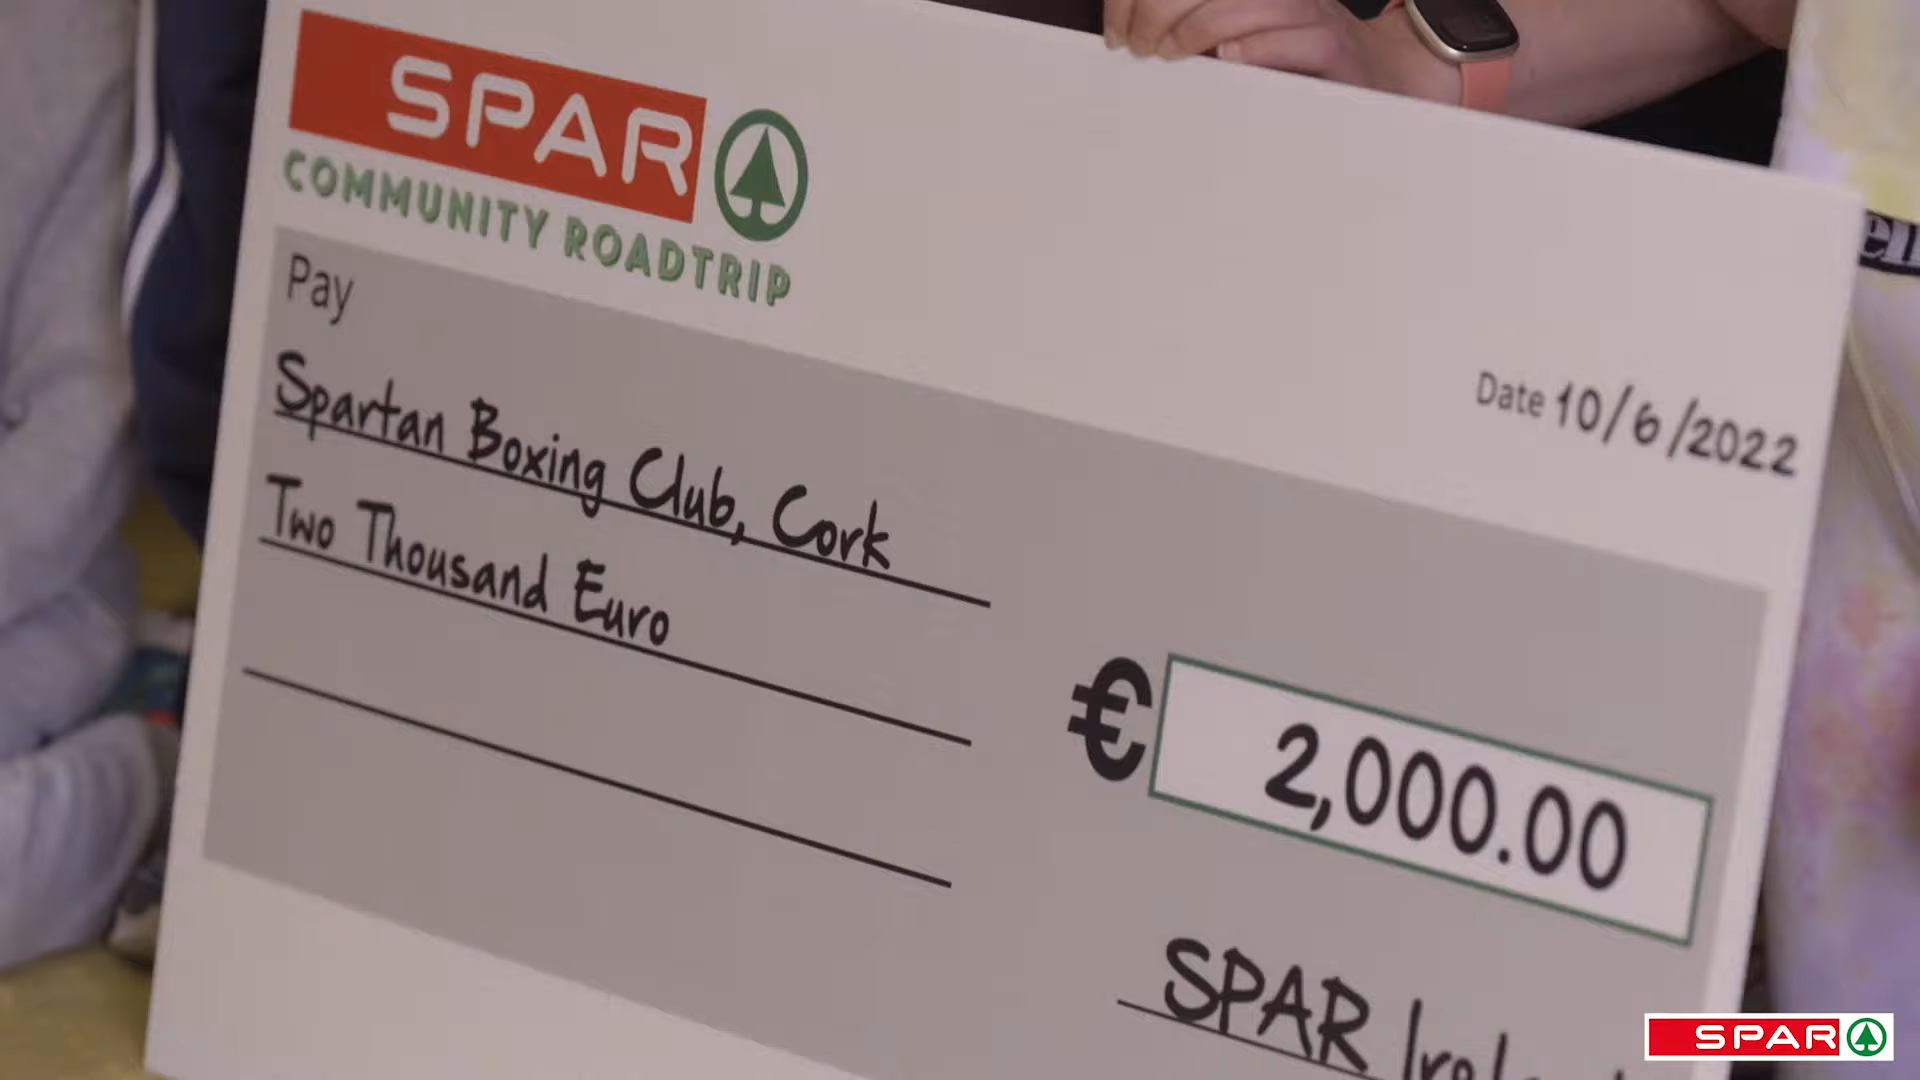 SPAR
COMMUNITY ROADTRIP
Pay
Date 10/6/2022
Spartan Boxing Club, Cork
Two Thousand Euro
€ 2,000.00
SPAR
SPAR